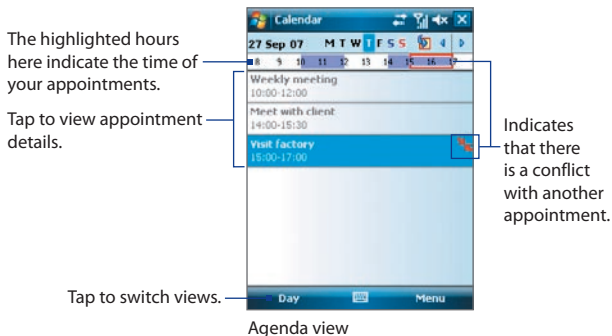 Calendar
27 Sep 07 M T W T F S S
8 9 10 11 12 13 14 15 16 17
Weekly meeting
10:00-12:00
Meet with client
14:00-15:30
Visit factory
15:00-17:00
Day Menu
The highlighted hours
here indicate the time of
your appointments.
Tap to view appointment
details.
Tap to switch views.
Indicates
that there
is a conflict
with another
appointment.
Agenda view